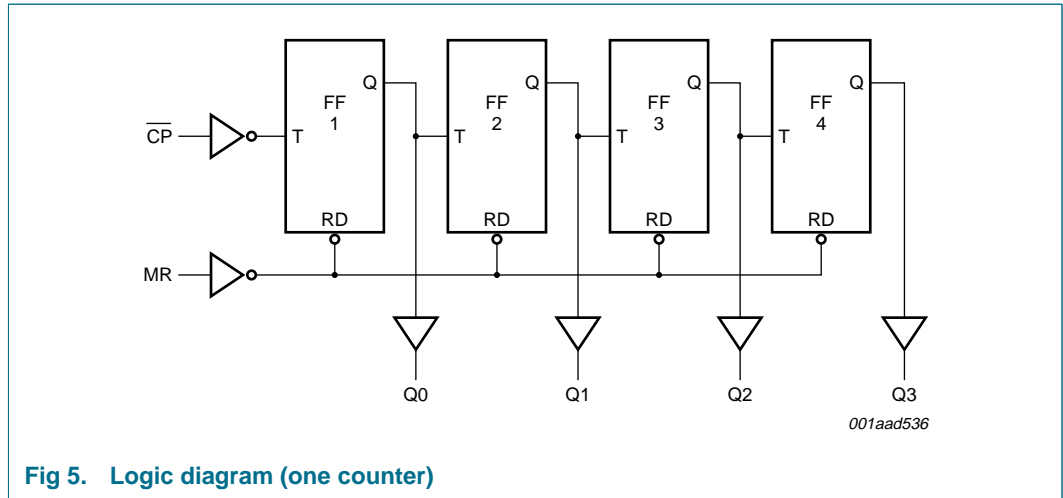 Q
Q
Q
Q
FF
1
FF
2
FF
3
FF
4
C̅P̅
T
T
T
T
RD
RD
RD
RD
MR
Q0
Q1
Q2
Q3
001aad536
Fig 5. Logic diagram (one counter)